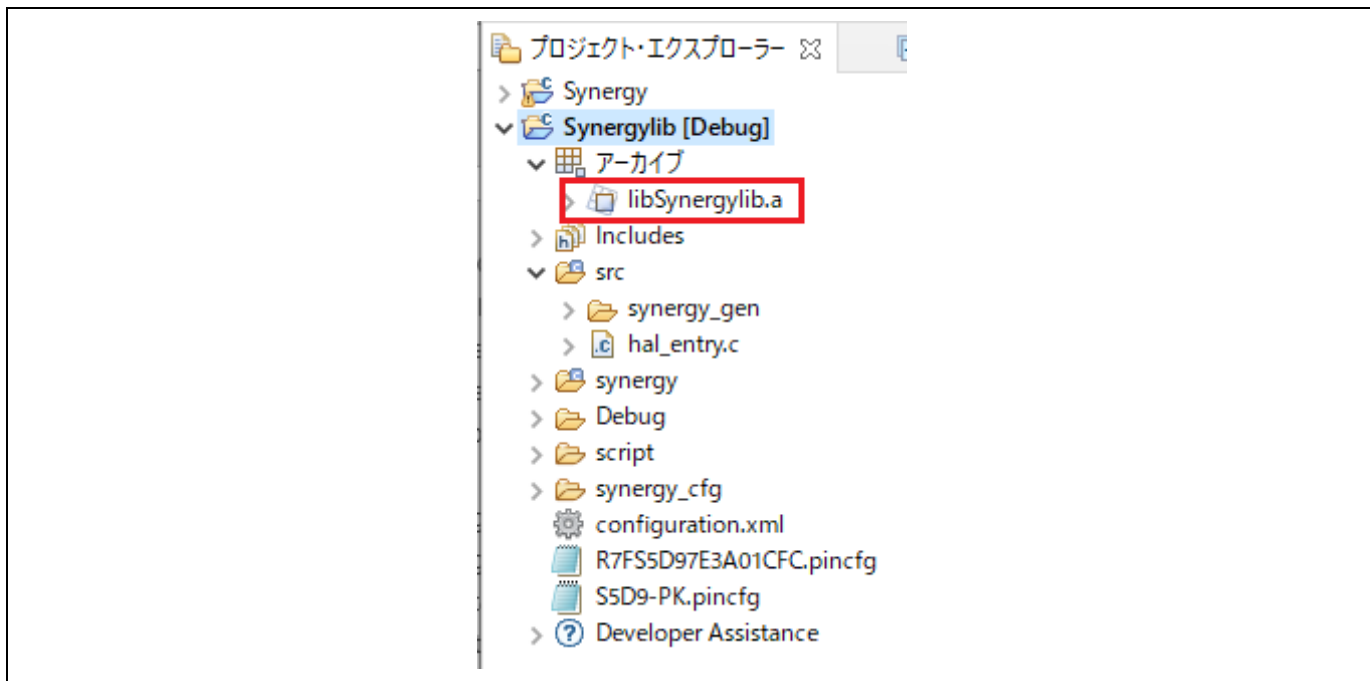 プロジェクト・エクスプローラー
Synergy
Synergylib [Debug]
アーカイブ
libSynergylib.a
Includes
src
synergy_gen
hal_entry.c
synergy
Debug
script
synergy_cfg
configuration.xml
R7FS5D97E3A01CFC.pincfg
S5D9-PK.pincfg
Developer Assistance